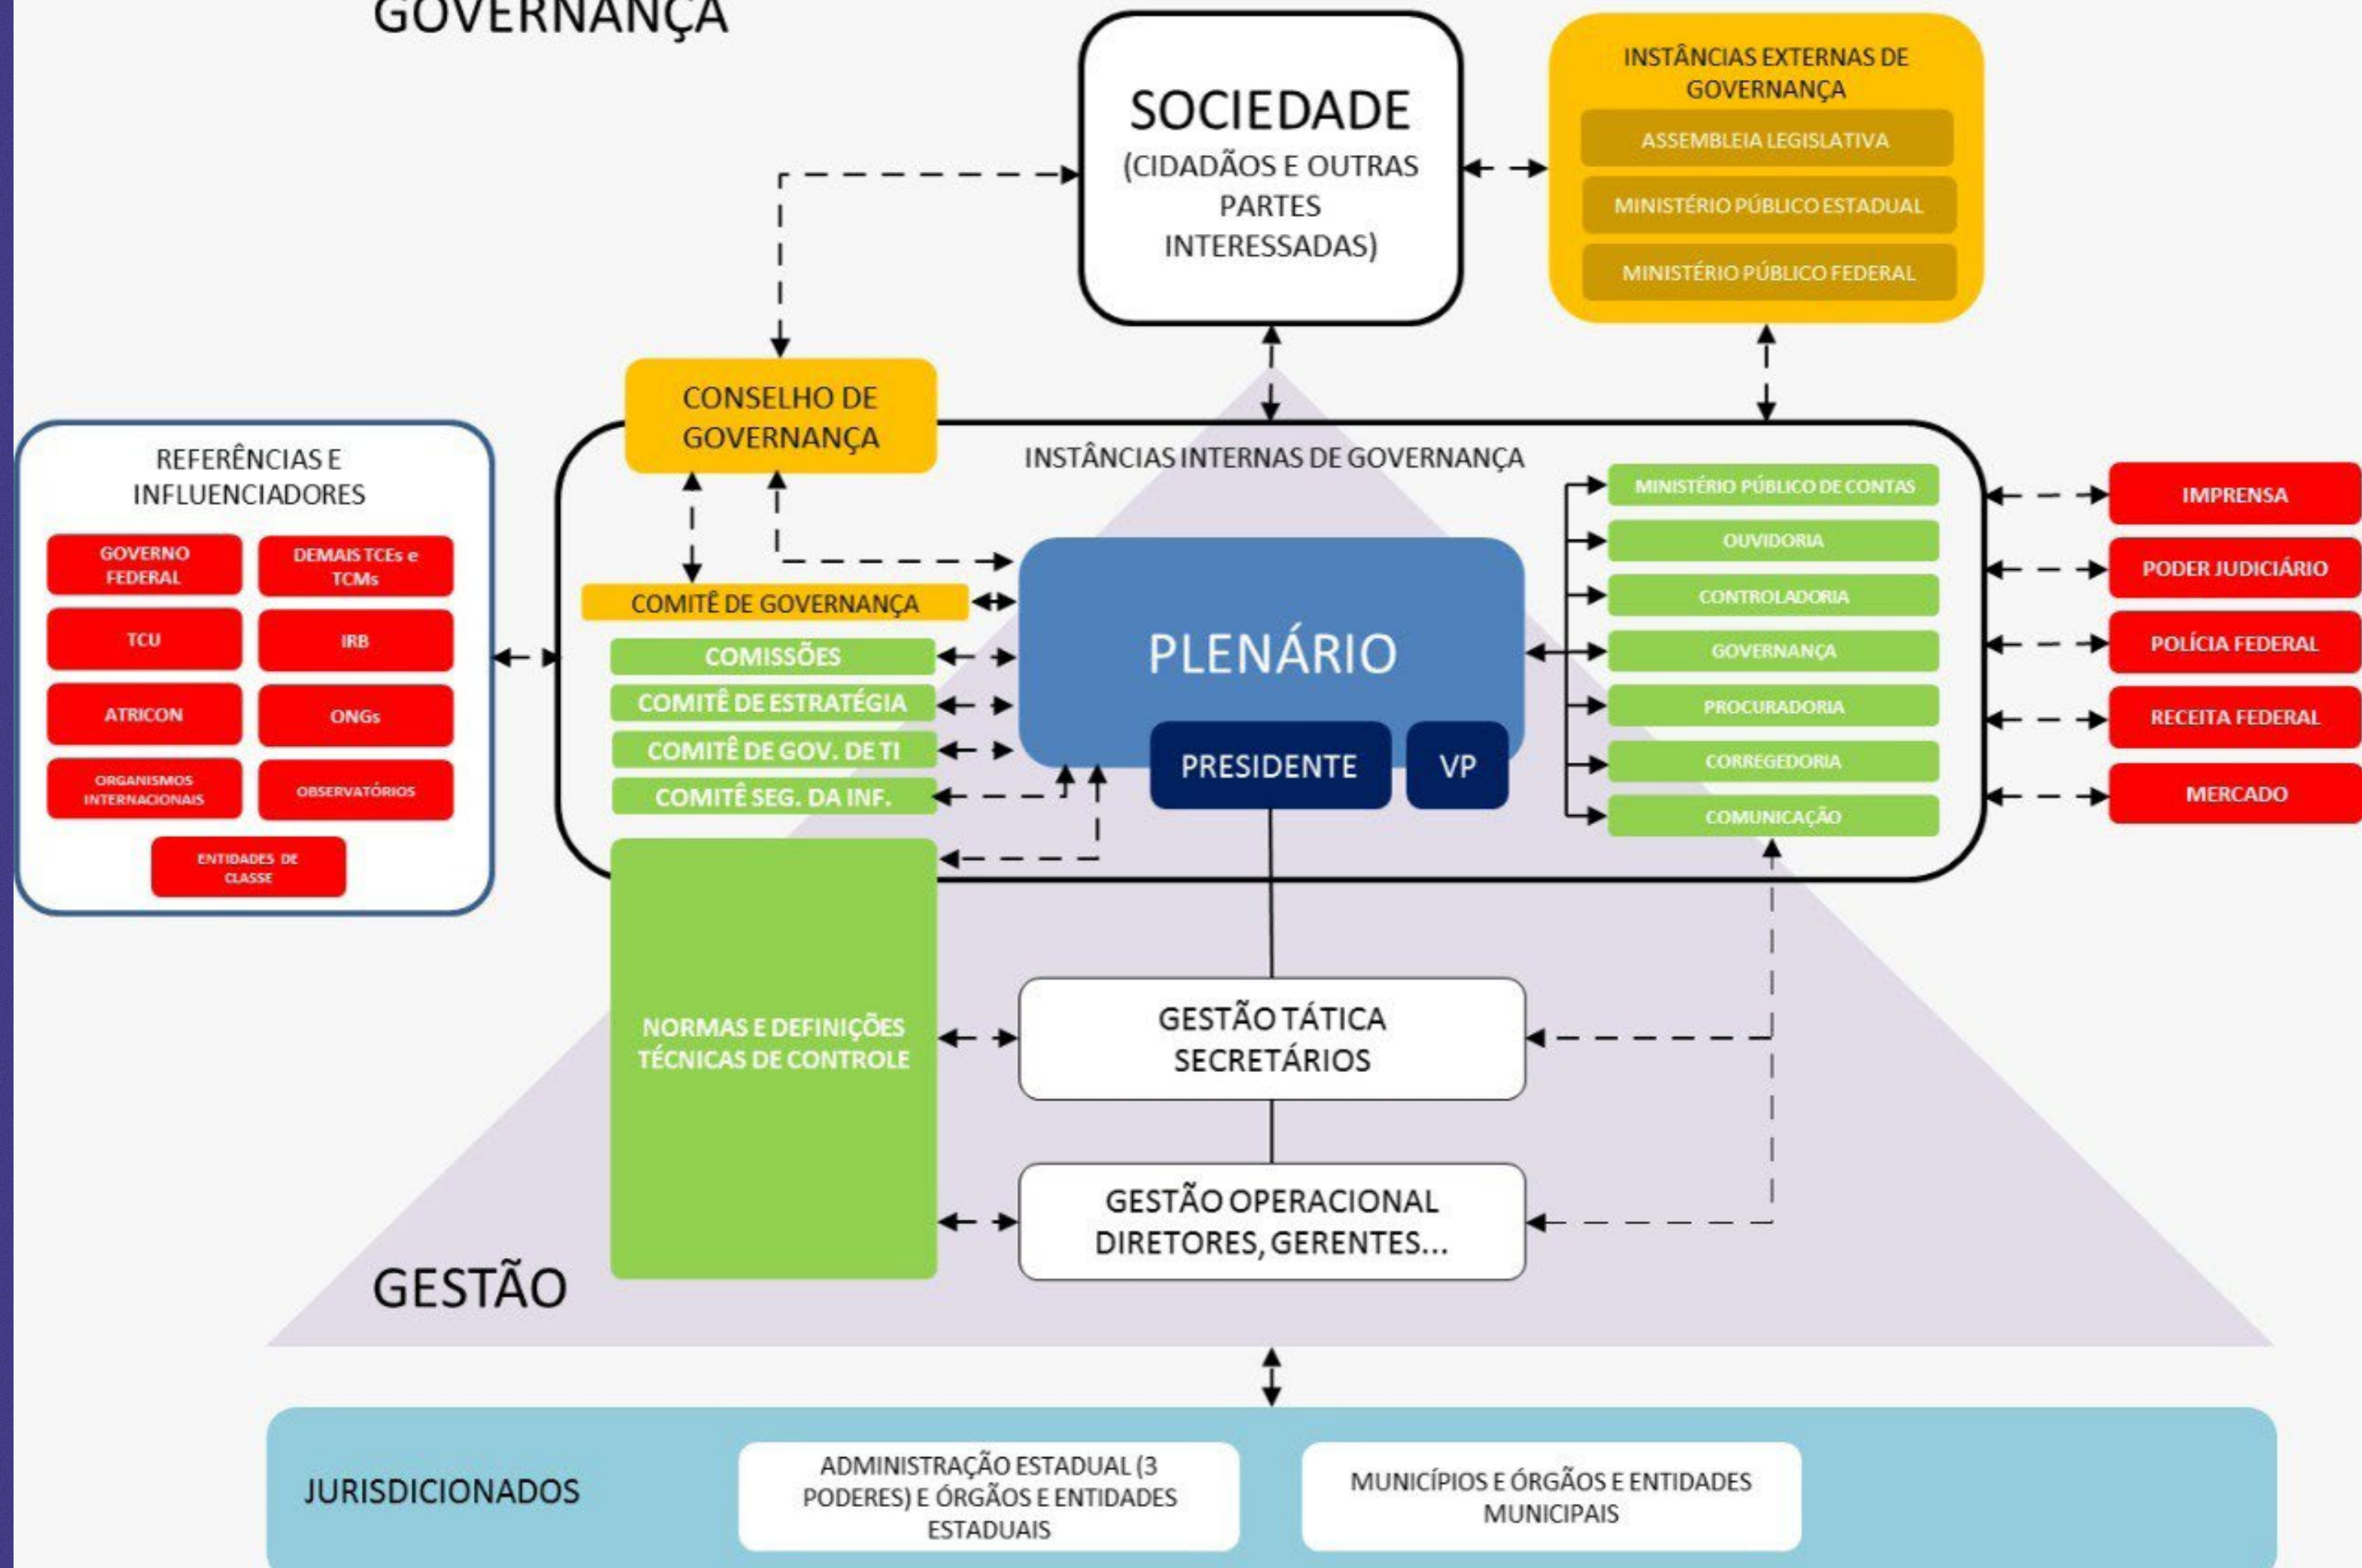 GOVERNANÇA
SOCIEDADE
(CIDADÃOS E OUTRAS
PARTES
INTERESSADAS)
INSTÂNCIAS EXTERNAS DE
GOVERNANÇA
ASSEMBLEIA LEGISLATIVA
MINISTÉRIO PÚBLICO ESTADUAL
MINISTÉRIO PÚBLICO FEDERAL
CONSELHO DE
GOVERNANÇA
REFERÊNCIAS E
INFLUENCIADORES
GOVERNO
FEDERAL
DEMAIS TCEs e
TCMs
TCU
IRB
ATRICON
ONGs
ORGANISMOS
INTERNACIONAIS
OBSERVATÓRIOS
ENTIDADES DE
CLASSE
INSTÂNCIAS INTERNAS DE GOVERNANÇA
COMITÊ DE GOVERNANÇA
COMISSÕES
COMITÊ DE ESTRATÉGIA
COMITÊ DE GOV. DE TI
COMITÊ SEG. DA INF.
PLENÁRIO
PRESIDENTE
VP
MINISTÉRIO PÚBLICO DE CONTAS
OUVIDORIA
CONTROLADORIA
GOVERNANÇA
PROCURADORIA
CORREGEDORIA
COMUNICAÇÃO
IMPRENSA
PODER JUDICIÁRIO
POLÍCIA FEDERAL
RECEITA FEDERAL
MERCADO
NORMAS E DEFINIÇÕES
TÉCNICAS DE CONTROLE
GESTÃO TÁTICA
SECRETÁRIOS
GESTÃO OPERACIONAL
DIRETORES, GERENTES...
GESTÃO
JURISDICIONADOS
ADMINISTRAÇÃO ESTADUAL (3
PODERES) E ÓRGÃOS E ENTIDADES
ESTADUAIS
MUNICÍPIOS E ÓRGÃOS E ENTIDADES
MUNICIPAIS